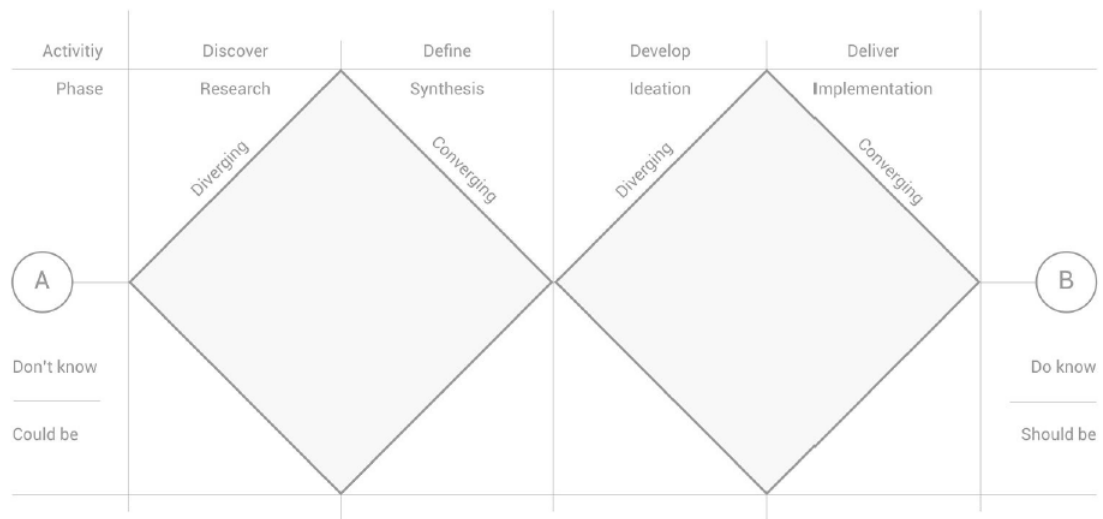 Activitiy Discover Define Develop Deliver
Phase Research Synthesis Ideation Implementation
Diverging Converging Diverging Converging
A B
Don't know Do know
Could be Should be